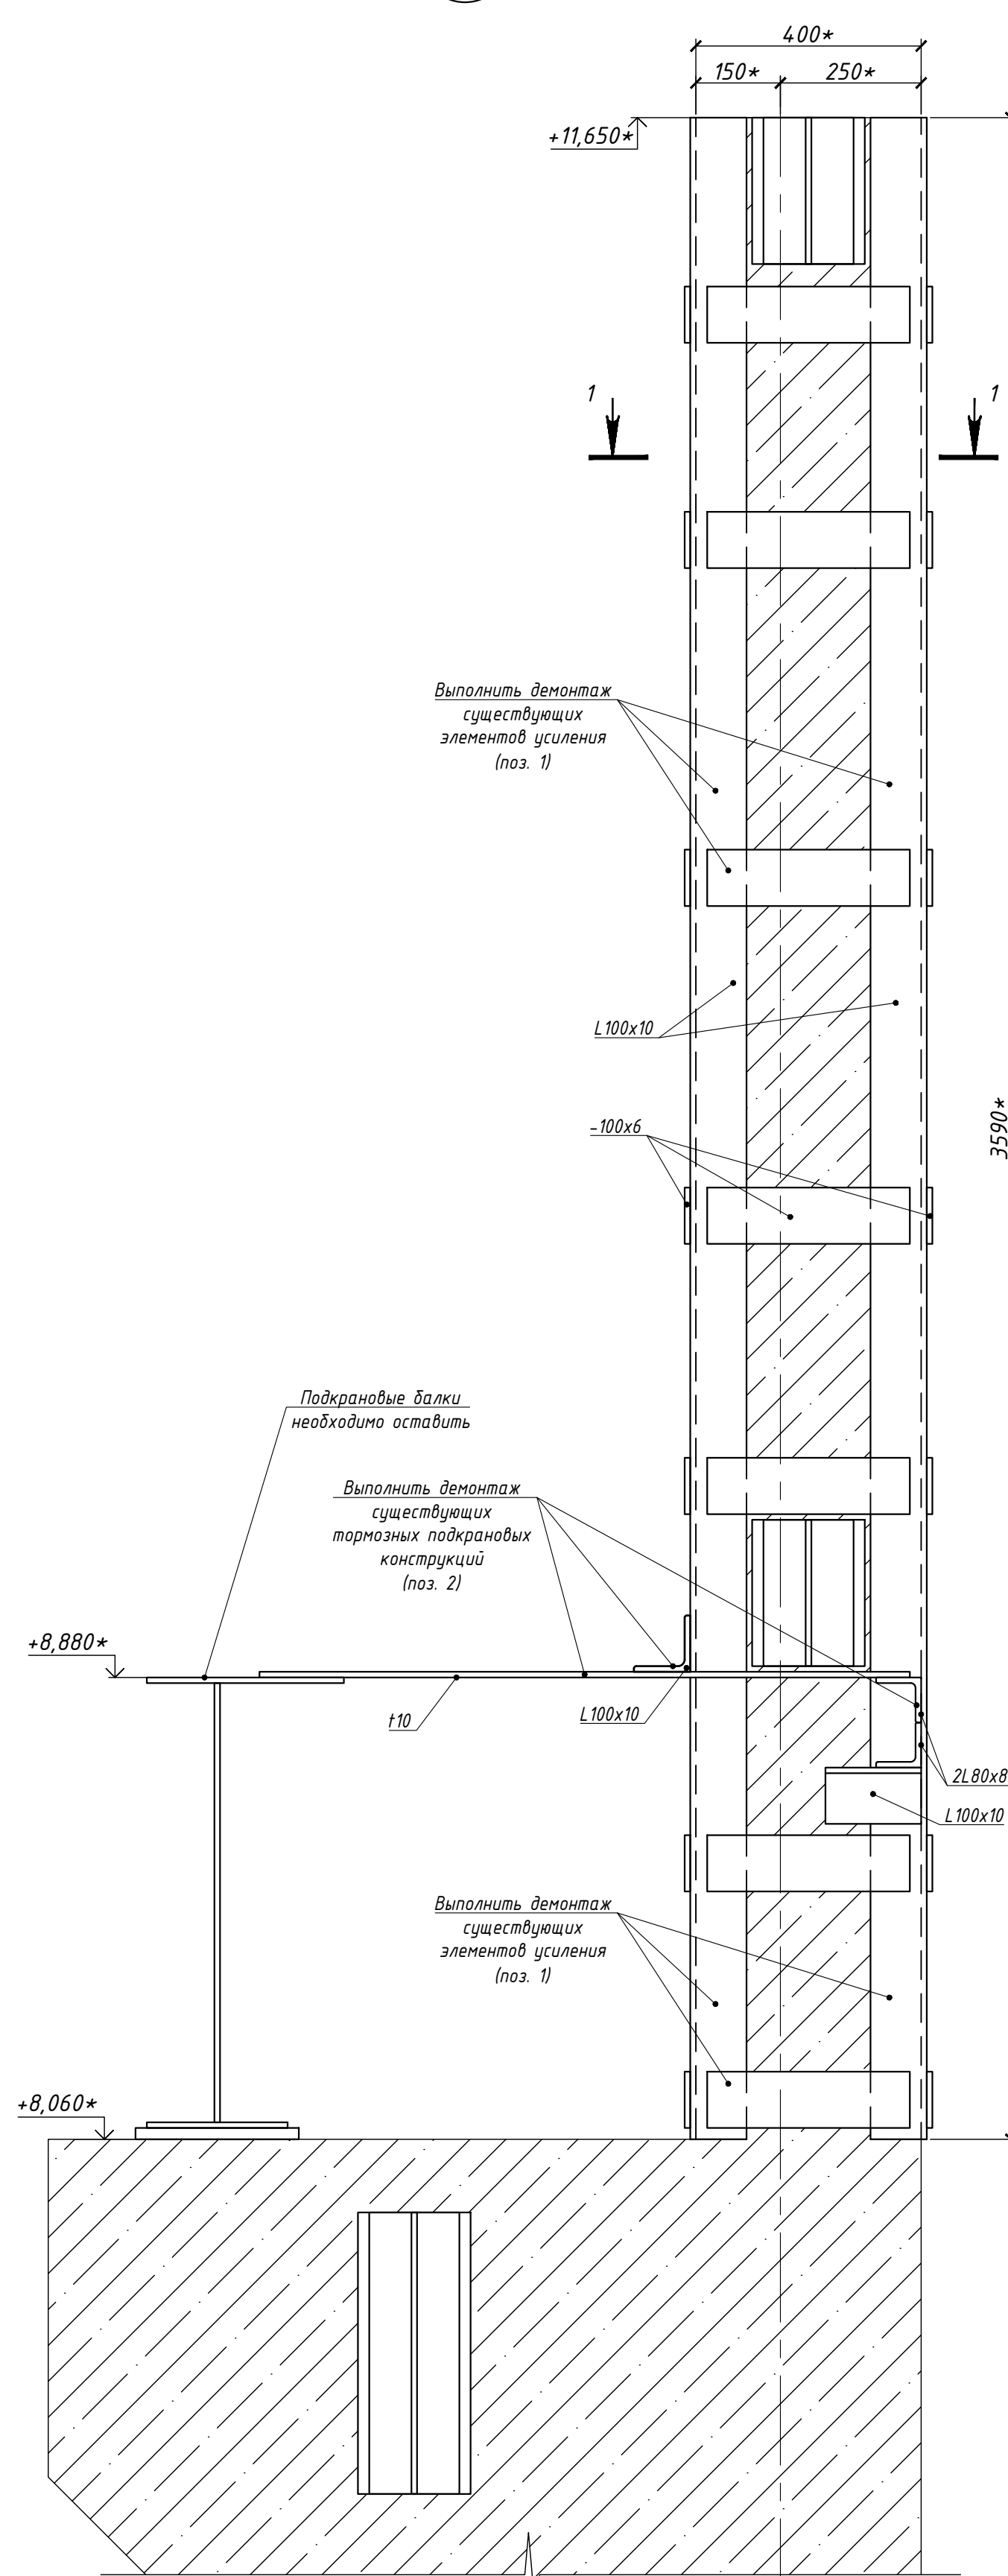 400*
150*
250*
+11,650*
1
1
Выполнить демонтаж
существующих
элементов усиления
(поз. 1)
L100x10
-100x6
3590*
Подкрановые балки
необходимо оставить
Выполнить демонтаж
существующих
тормозных подкрановых
конструкций
(поз. 2)
+8,880*
t10
L100x10
2L80x8
L100x10
Выполнить демонтаж
существующих
элементов усиления
(поз. 1)
+8,060*